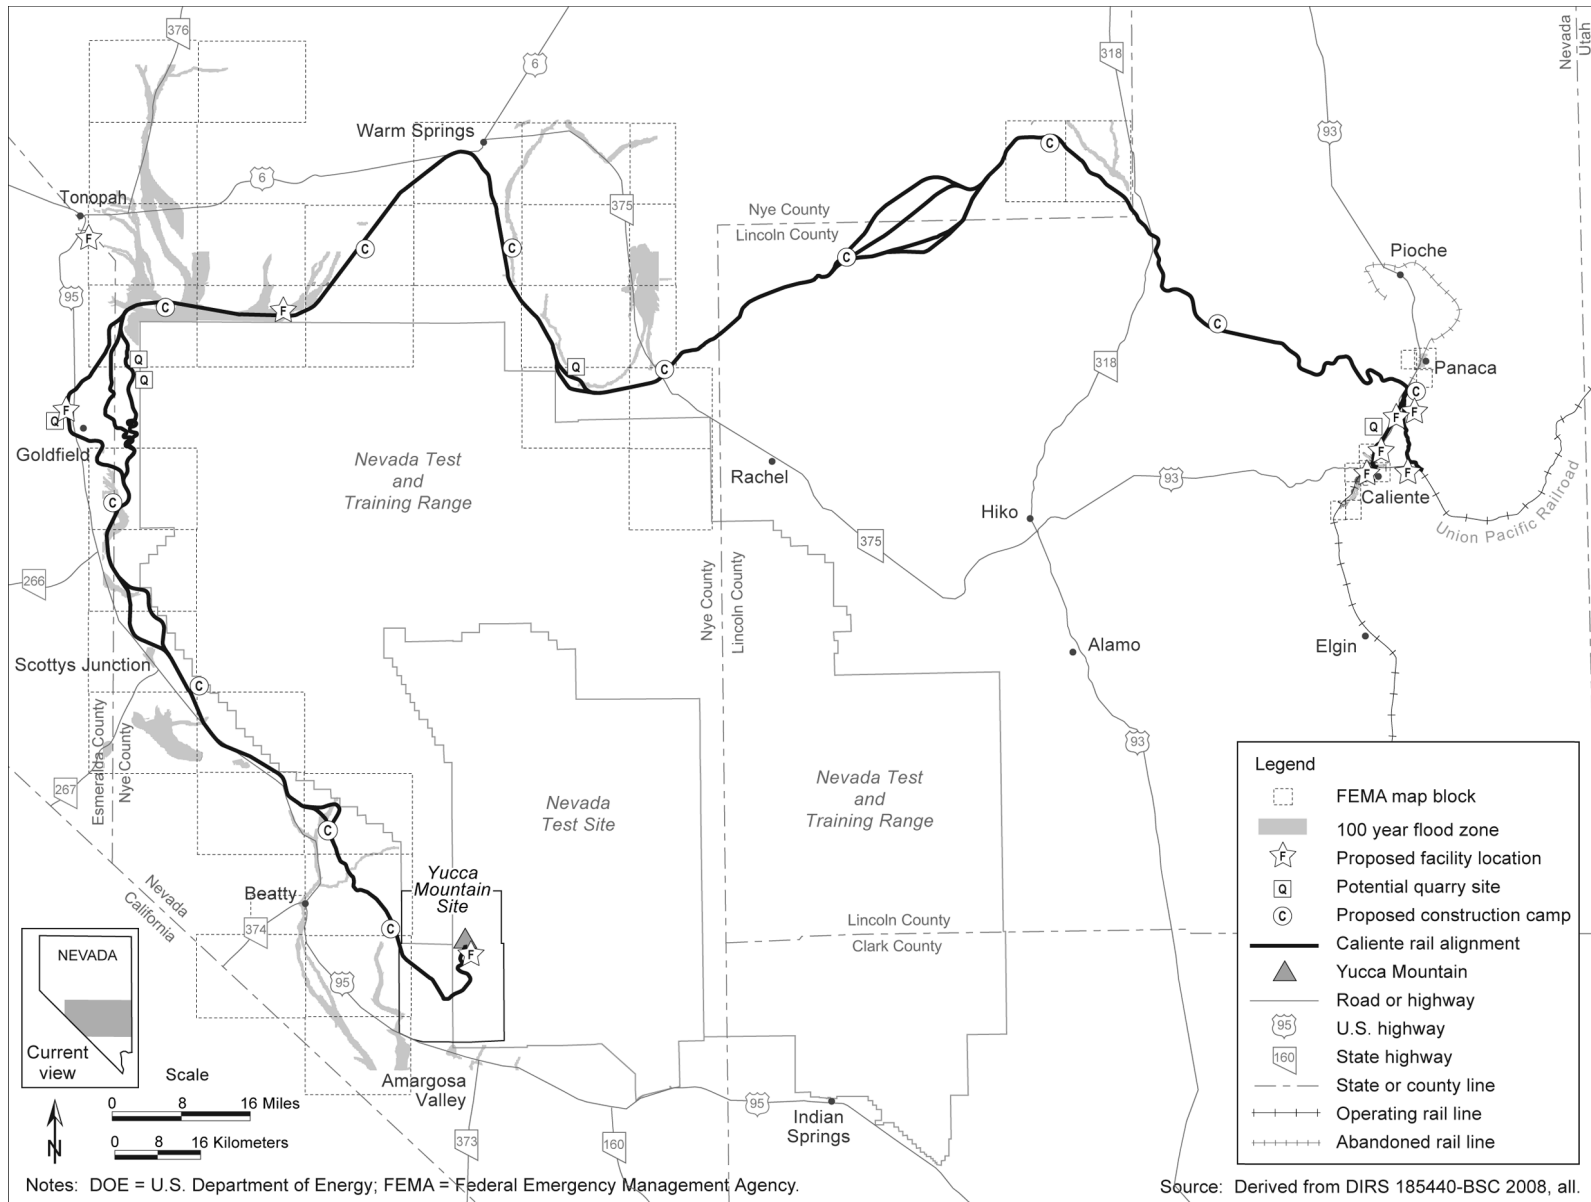 376
6
318
Nevada
Utah
93
Warm Springs
Tonopah
6
375
Nye County
Lincoln County
Pioche
F
C
C
C
C
95
C
F
C
Q
Q
Q
C
318
Panaca
C
F
Q
F
F
Q
F
Goldfield
Nevada Test
and
Training Range
Rachel
93
F
F
Caliente
C
Hiko
Union Pacific Railroad
375
266
Nye County
Lincoln County
Alamo
Elgin
Scottys Junction
C
Esmeralda County
Nye County
93
267
Nevada
Test Site
Nevada Test
and
Training Range
C
Nevada
California
Beatty
Yucca
Mountain
Site
374
C
F
Lincoln County
Clark County
95
NEVADA
Current
view
Amargosa
Valley
95
Indian
Springs
373
160
Scale
0 8 16 Miles
0 8 16 Kilometers
N
Legend
FEMA map block
100 year flood zone
F Proposed facility location
Q Potential quarry site
C Proposed construction camp
Caliente rail alignment
Yucca Mountain
Road or highway
95 U.S. highway
160 State highway
State or county line
Operating rail line
Abandoned rail line
Notes: DOE = U.S. Department of Energy; FEMA = Federal Emergency Management Agency.
Source: Derived from DIRS 185440-BSC 2008, all.